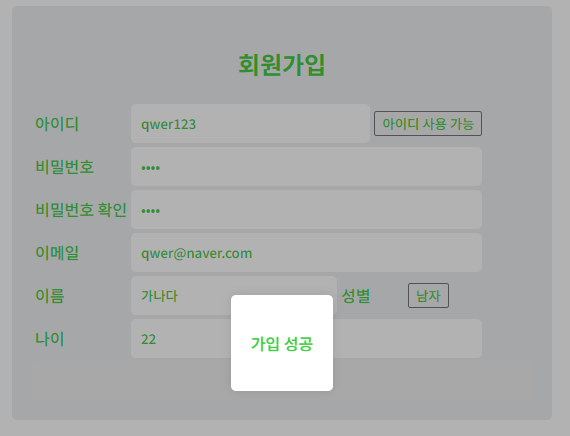 회원가입
아이디 qwer123 아이디 사용 가능
비밀번호 ••••
비밀번호 확인 ••••
이메일 qwer@naver.com
이름 가나다 성별 남자
나이 22
가입 성공